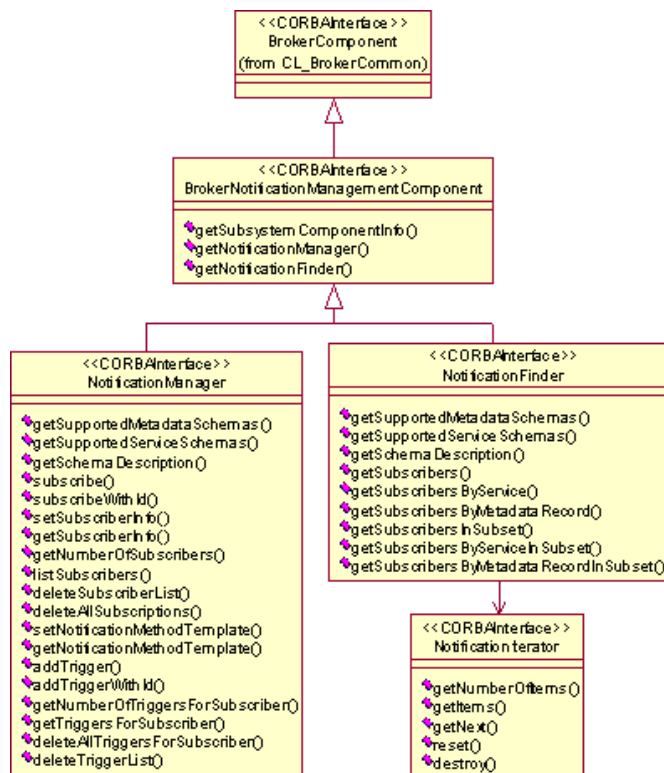 <<CORBAInterface>>
BrokerComponent
(from CL_BrokerCommon)
<<CORBAInterface>>
BrokerNotificationManagementComponent
getSubsystemComponentInfo()
getNotificationManager()
getNotificationFinder()
<<CORBAInterface>>
NotificationManager
getSupportedMetadataSchemas()
getSupportedServiceSchemas()
getSchemaDescription()
subscribe()
subscribeWithId()
setSubscriberInfo()
getSubscriberInfo()
getNumberOfSubscribers()
listSubscribers()
deleteSubscriberList()
deleteAllSubscriptions()
setNotificationMethodTemplate()
getNotificationMethodTemplate()
addTrigger()
addTriggerWithId()
getNumberOfTriggersForSubscriber()
getTriggersForSubscriber()
deleteAllTriggersForSubscriber()
deleteTriggerList()
<<CORBAInterface>>
NotificationFinder
getSupportedMetadataSchemas()
getSupportedServiceSchemas()
getSchemaDescription()
getSubscribers()
getSubscribersByService()
getSubscribersByMetadataRecord()
getSubscribersInSubset()
getSubscribersByServiceInSubset()
getSubscribersByMetadataRecordInSubset()
<<CORBAInterface>>
NotificationIterator
getNumberOfItems()
getItems()
getNext()
reset()
destroy()